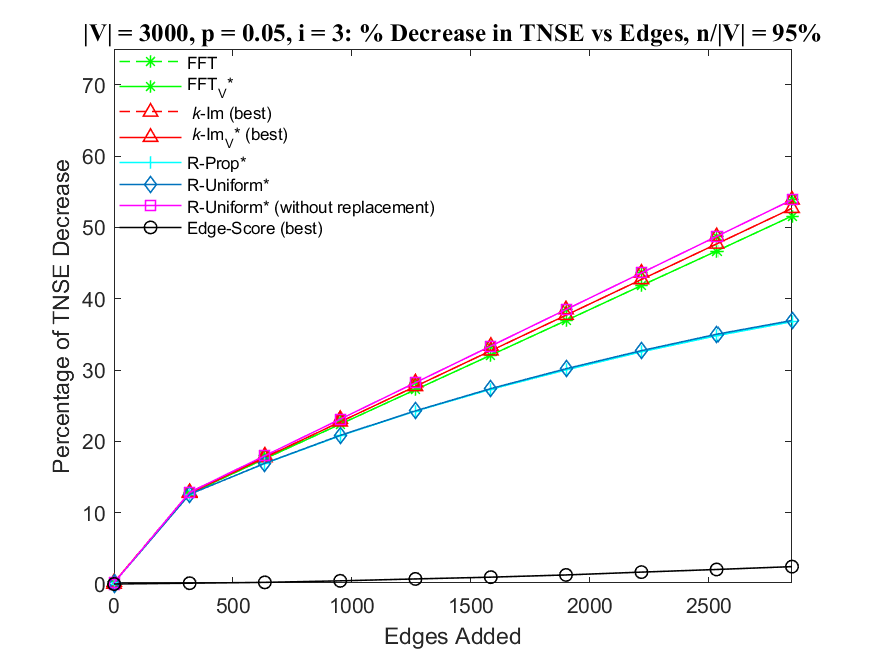 |V| = 3000, p = 0.05, i = 3: % Decrease in TNSE vs Edges, n/|V| = 95%
70
60
50
40
30
20
10
0
Percentage of TNSE Decrease
FFT
FFT_V*
k-Im (best)
k-Im_V* (best)
R-Prop*
R-Uniform*
R-Uniform* (without replacement)
Edge-Score (best)
0 500 1000 1500 2000 2500
Edges Added